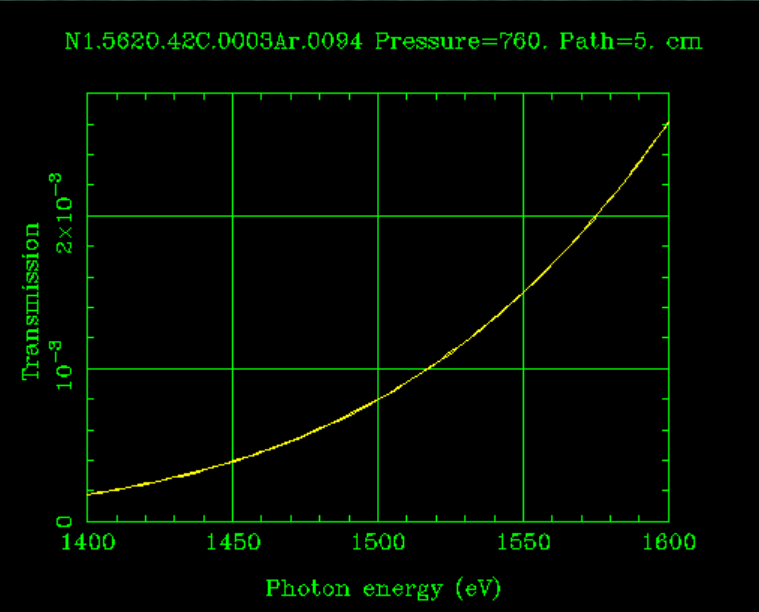 N1.562O.42C.0003Ar.0094 Pressure=760. Path=5. cm
Transmission
2×10⁻³
10⁻³
0
1400 1450 1500 1550 1600
Photon energy (eV)